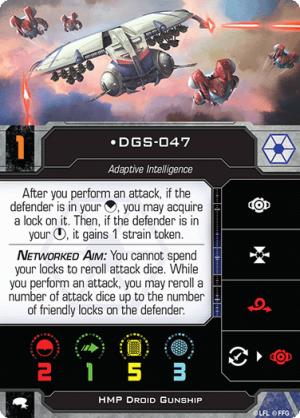 •DGS-047
1
Adaptive Intelligence
After you perform an attack, if the
defender is in your , you may acquire
a lock on it. Then, if the defender is in
your , it gains 1 strain token.
NETWORKED AIM: You cannot spend
your locks to reroll attack dice. While
you perform an attack, you may reroll a
number of attack dice up to the number
of friendly locks on the defender.
2 1 5 3
HMP DROID GUNSHIP
©LFL ©FFG